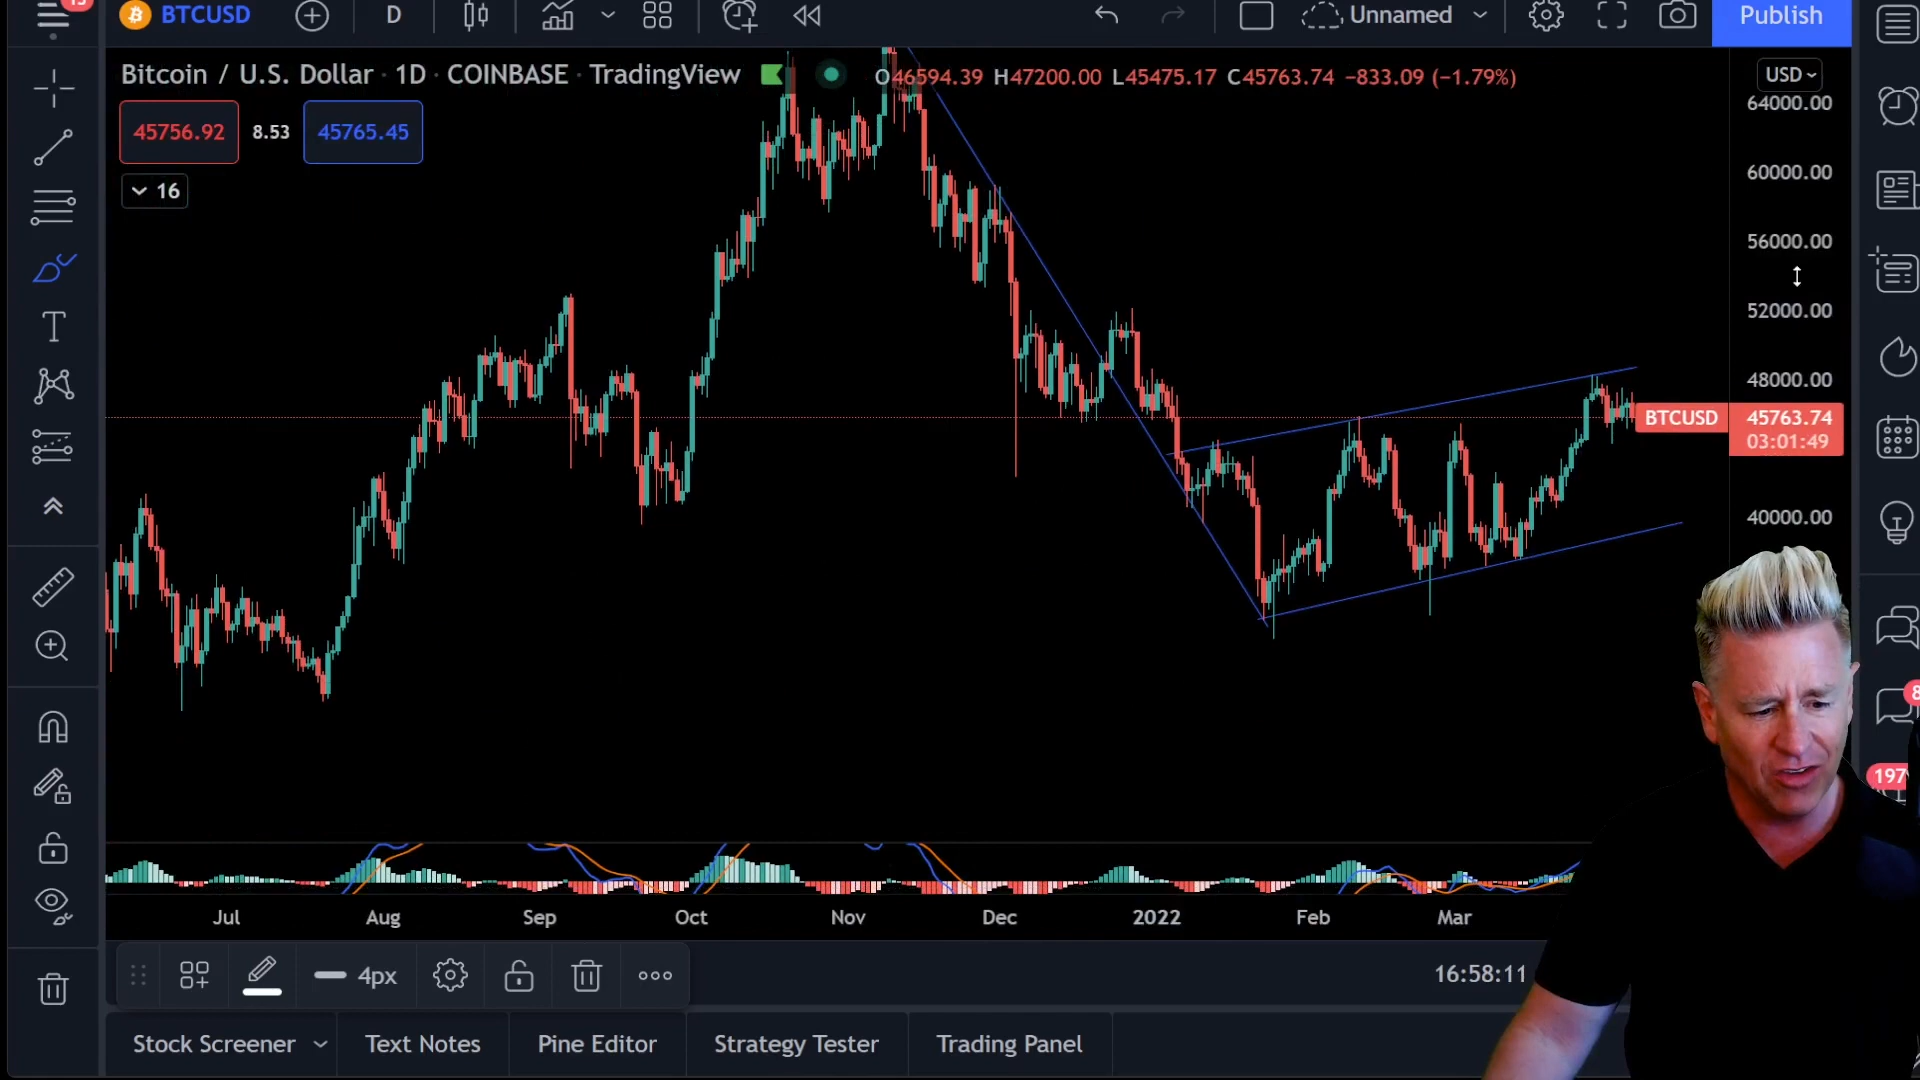 15
BTCUSD
D
Unnamed
Publish
Bitcoin / U.S. Dollar · 1D · COINBASE · TradingView
O46594.39 H47200.00 L45475.17 C45763.74 −833.09 (−1.79%)
USD
45756.92 8.53 45765.45
16
64000.00
60000.00
56000.00
52000.00
48000.00
BTCUSD 45763.74
03:01:49
40000.00
8
197
Jul Aug Sep Oct Nov Dec 2022 Feb Mar
4px
16:58:11
Stock Screener Text Notes Pine Editor Strategy Tester Trading Panel